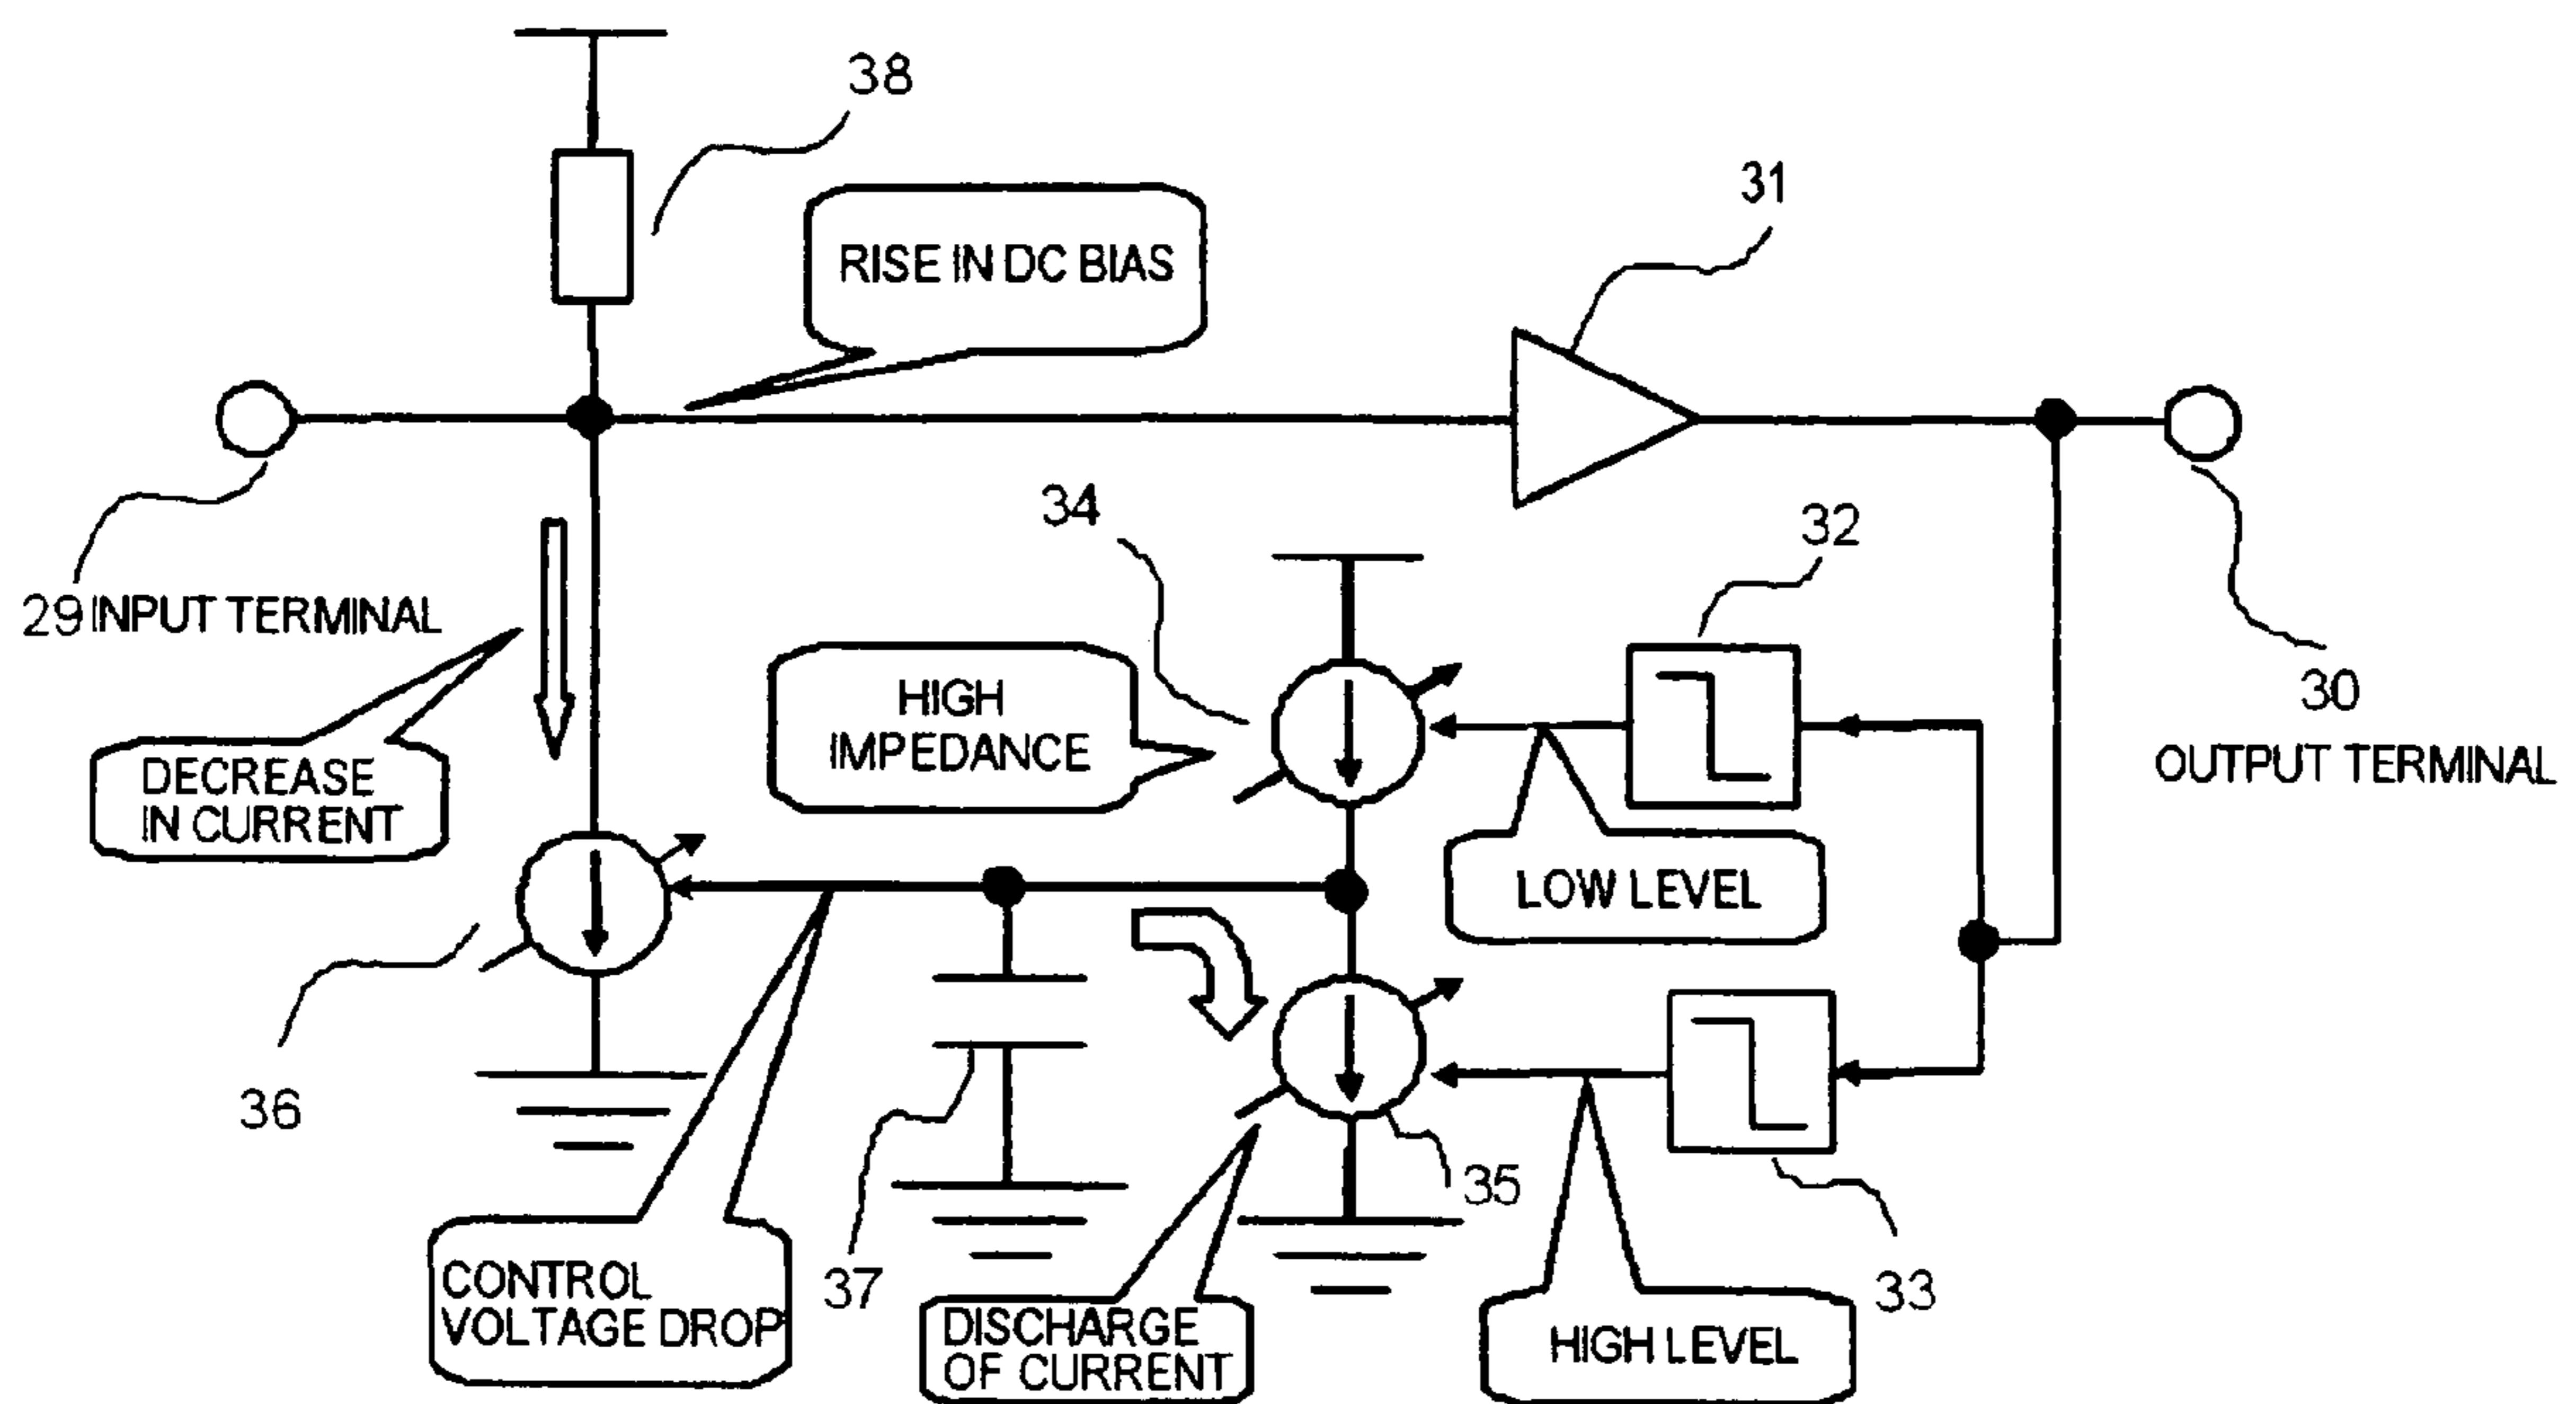 38
31
RISE IN DC BIAS
34
32
29 INPUT TERMINAL
HIGH
IMPEDANCE
30
OUTPUT TERMINAL
DECREASE
IN CURRENT
LOW LEVEL
36
35
37
33
CONTROL
VOLTAGE DROP
DISCHARGE
OF CURRENT
HIGH LEVEL